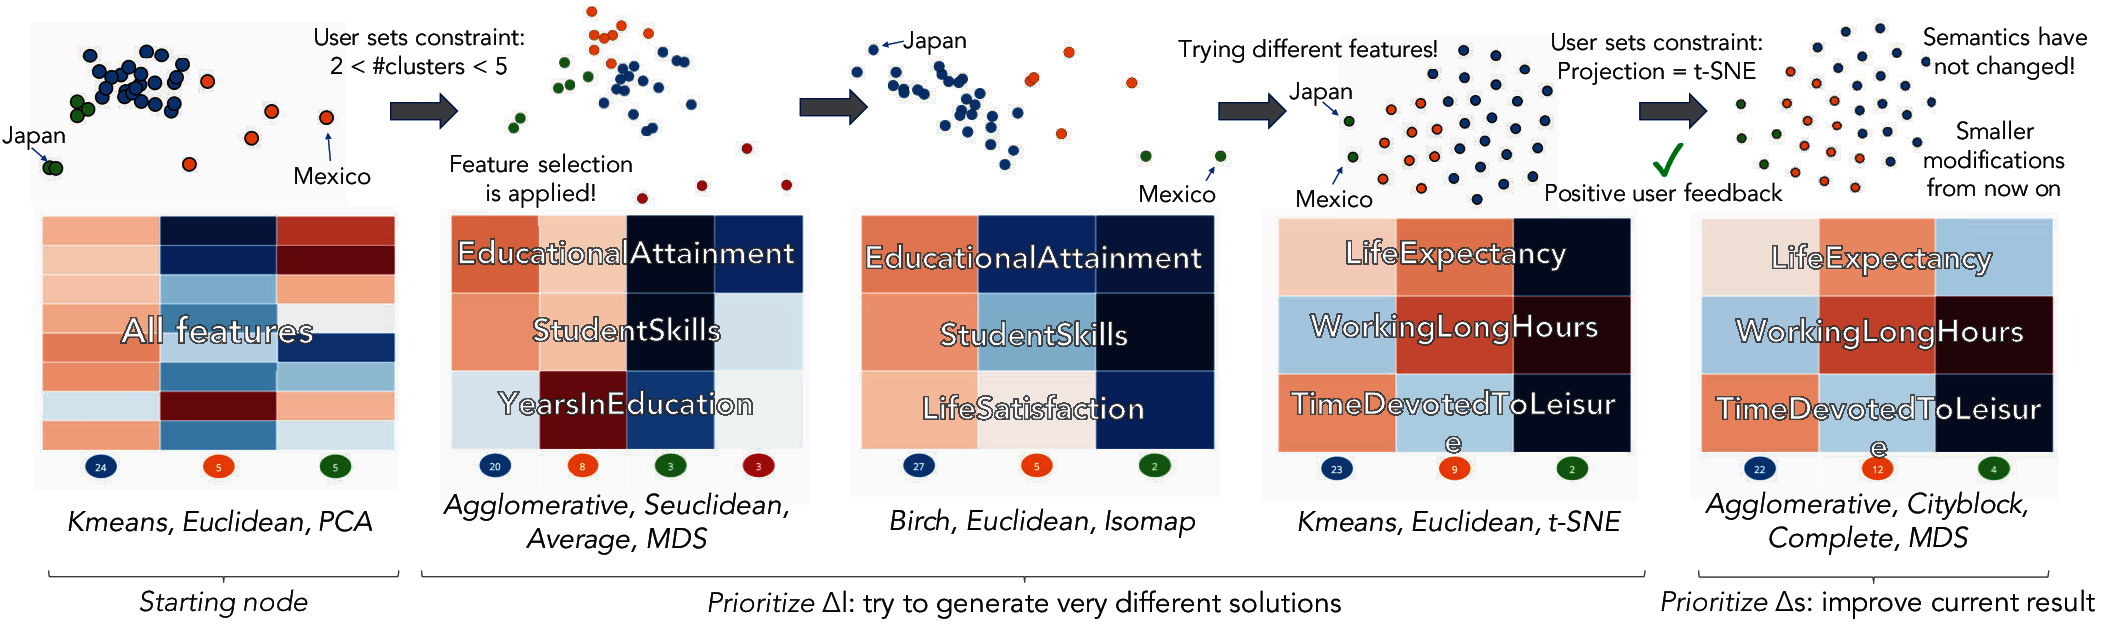 Japan
Mexico
All features
24 5 5
Kmeans, Euclidean, PCA
Starting node
User sets constraint:
2 < #clusters < 5
Feature selection
is applied!
EducationalAttainment
StudentSkills
YearsInEducation
20 8 3 3
Agglomerative, Seuclidean,
Average, MDS
Japan
Mexico
EducationalAttainment
StudentSkills
LifeSatisfaction
27 5 2
Birch, Euclidean, Isomap
Trying different features!
Japan
Mexico
LifeExpectancy
WorkingLongHours
TimeDevotedToLeisur
e
23 9 2
Kmeans, Euclidean, t-SNE
Prioritize Δl: try to generate very different solutions
User sets constraint:
Projection = t-SNE
Positive user feedback
Semantics have
not changed!
Smaller
modifications
from now on
LifeExpectancy
WorkingLongHours
TimeDevotedToLeisur
e
22 12 4
Agglomerative, Cityblock,
Complete, MDS
Prioritize Δs: improve current result